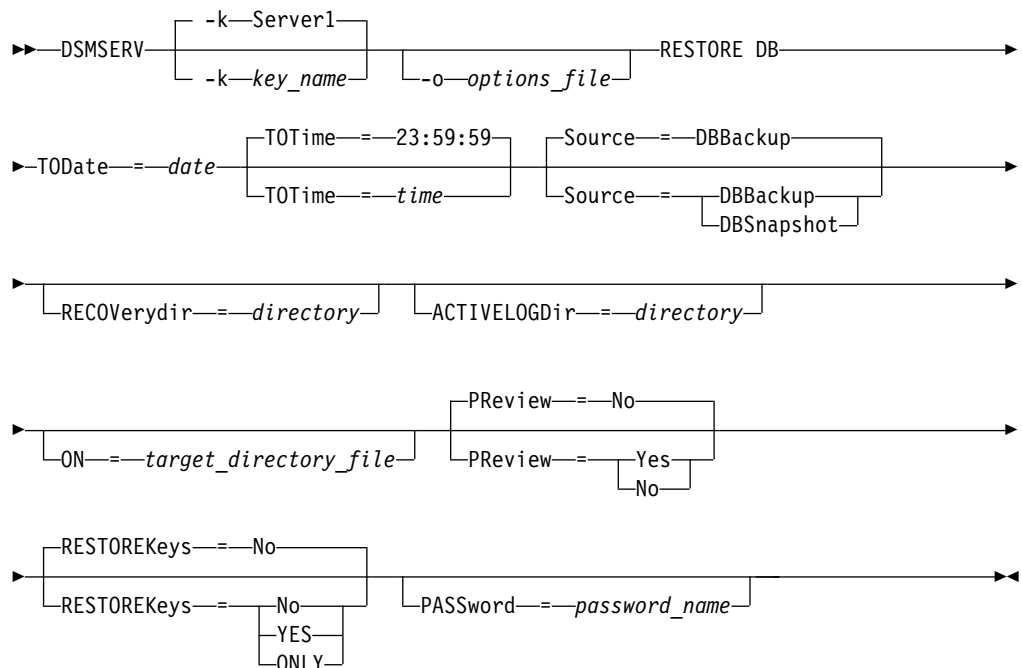 -k Server1
DSMSERV RESTORE DB
-k key_name -o options_file
TOTime = 23:59:59 Source = DBBackup
TODate = date
TOTime = time Source = DBBackup
DBSnapshot
RECOVerydir = directory ACTIVELOGDir = directory
PReview = No
ON = target_directory_file PReview = Yes
No
RESTOREKeys = No
RESTOREKeys = No PASSword = password_name
YES
ONLY